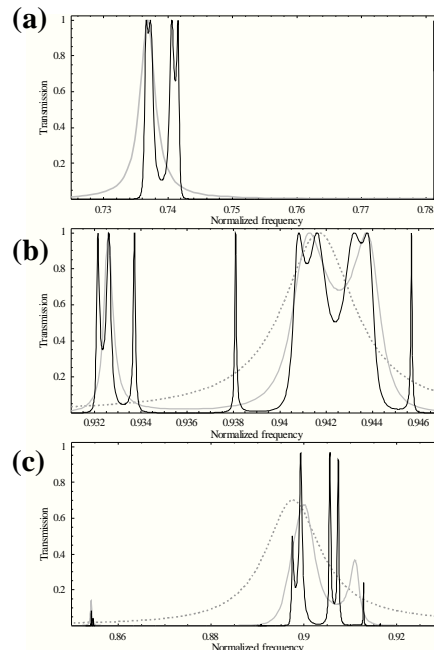 (a)
1
0.8
0.6
0.4
0.2
Transmission
0.73 0.74 0.75 0.76 0.77 0.78
Normalized frequency
(b)
1
0.8
0.6
0.4
0.2
Transmission
0.932 0.934 0.936 0.938 0.94 0.942 0.944 0.946
Normalized frequency
(c)
1
0.8
0.6
0.4
0.2
Transmission
0.86 0.88 0.9 0.92
Normalized frequency